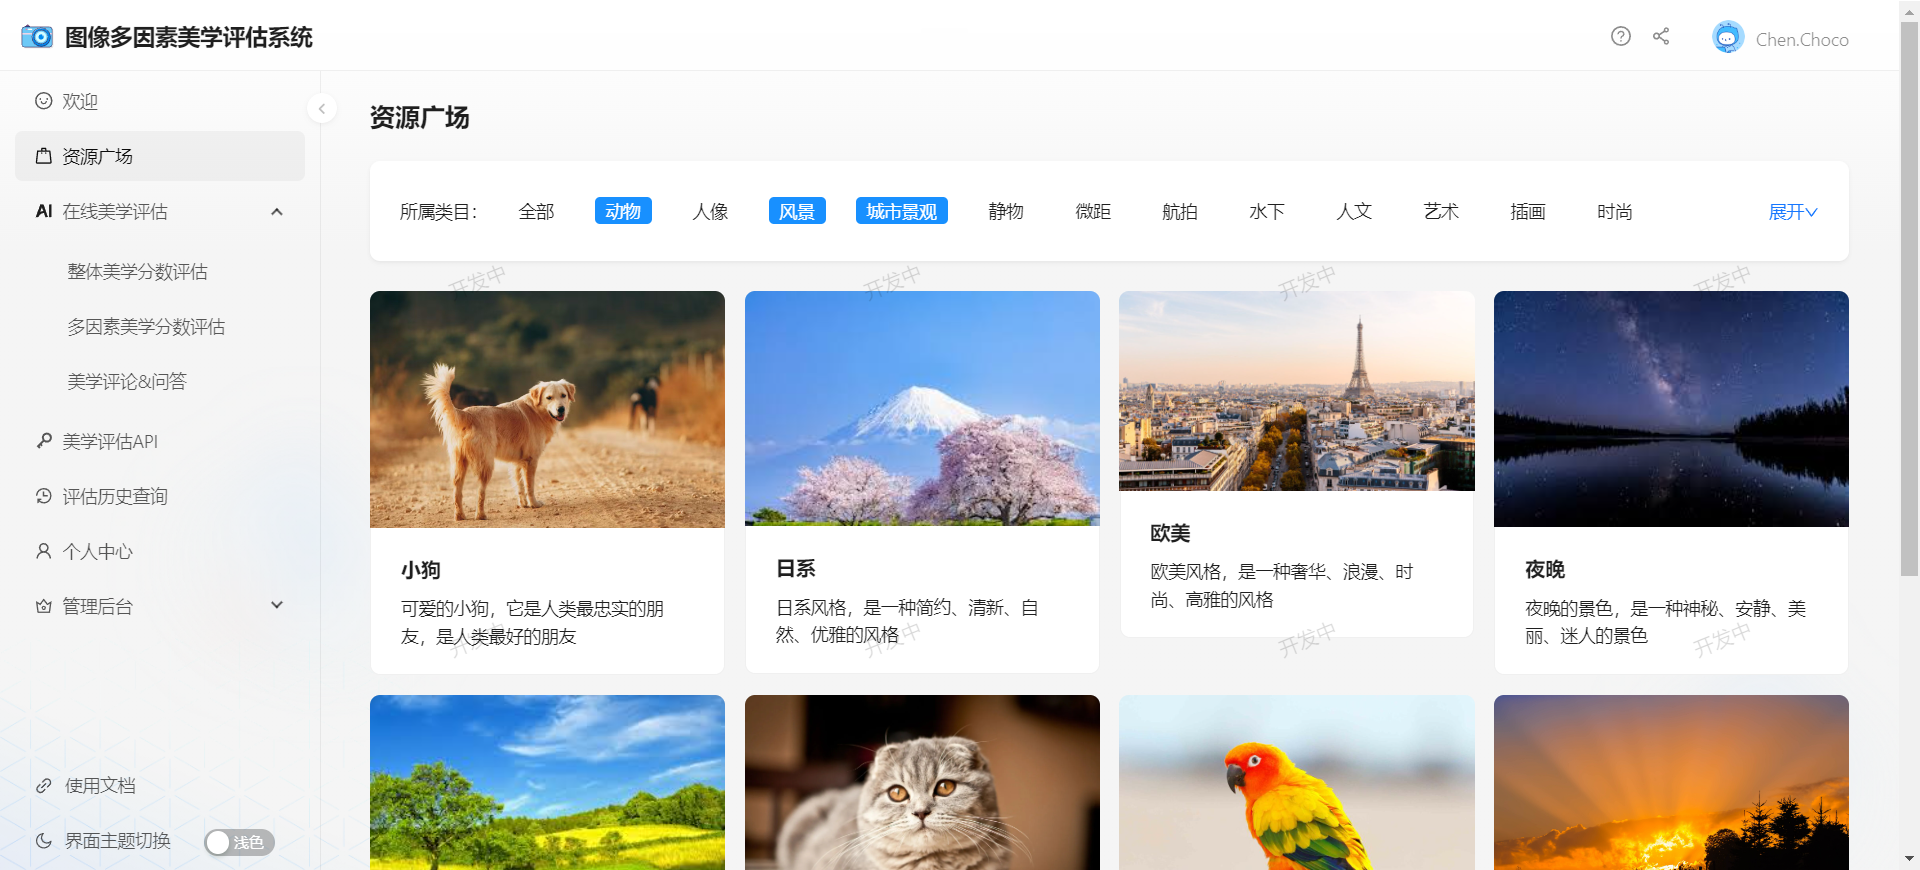 图像多因素美学评估系统
Chen.Choco
欢迎
资源广场
AI 在线美学评估
整体美学分数评估
多因素美学分数评估
美学评论&问答
美学评估API
评估历史查询
个人中心
管理后台
使用文档
界面主题切换 浅色
资源广场
所属类目： 全部 动物 人像 风景 城市景观 静物 微距 航拍 水下 人文 艺术 插画 时尚 展开
开发中 开发中 开发中 开发中
小狗
可爱的小狗，它是人类最忠实的朋
友，是人类最好的朋友
日系
日系风格，是一种简约、清新、自
然、优雅的风格
欧美
欧美风格，是一种奢华、浪漫、时
尚、高雅的风格
夜晚
夜晚的景色，是一种神秘、安静、美
丽、迷人的景色
开发中 开发中 开发中 开发中